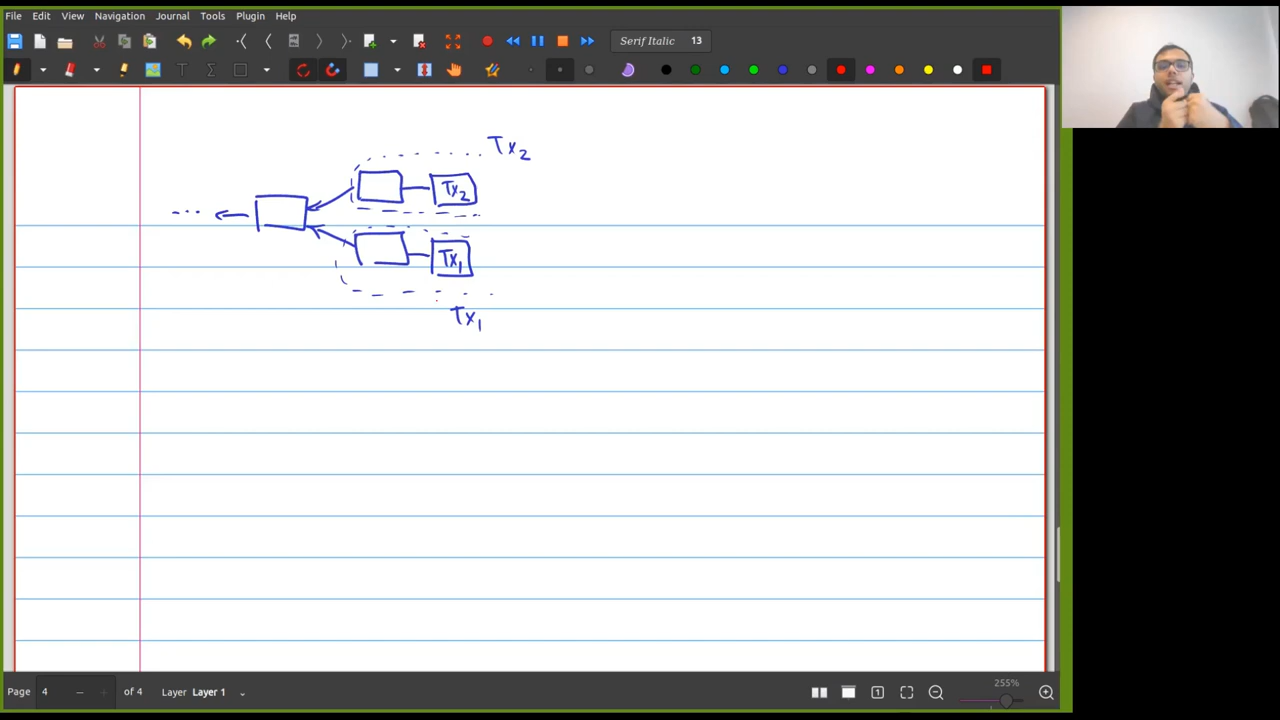 File Edit View Navigation Journal Tools Plugin Help
Serif Italic 13
Tx2
Tx2
...
Tx1
Tx1
Page 4 of 4 Layer Layer 1 255%